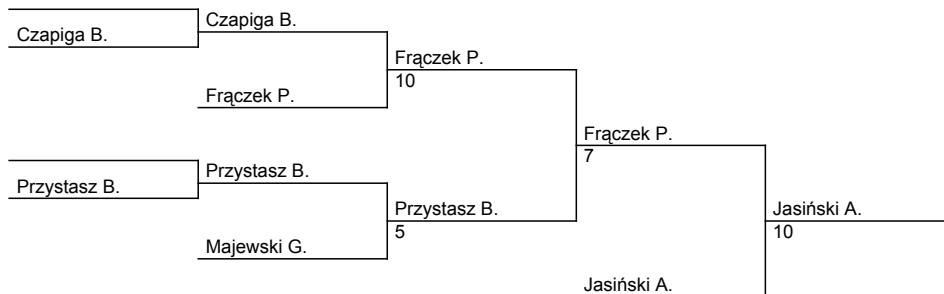 Czapiga B.
Czapiga B.
Frączek P.
Frączek P.
10
Frączek P.
7
Przystasz B.
Przystasz B.
Przystasz B.
5
Jasiński A.
10
Majewski G.
Jasiński A.